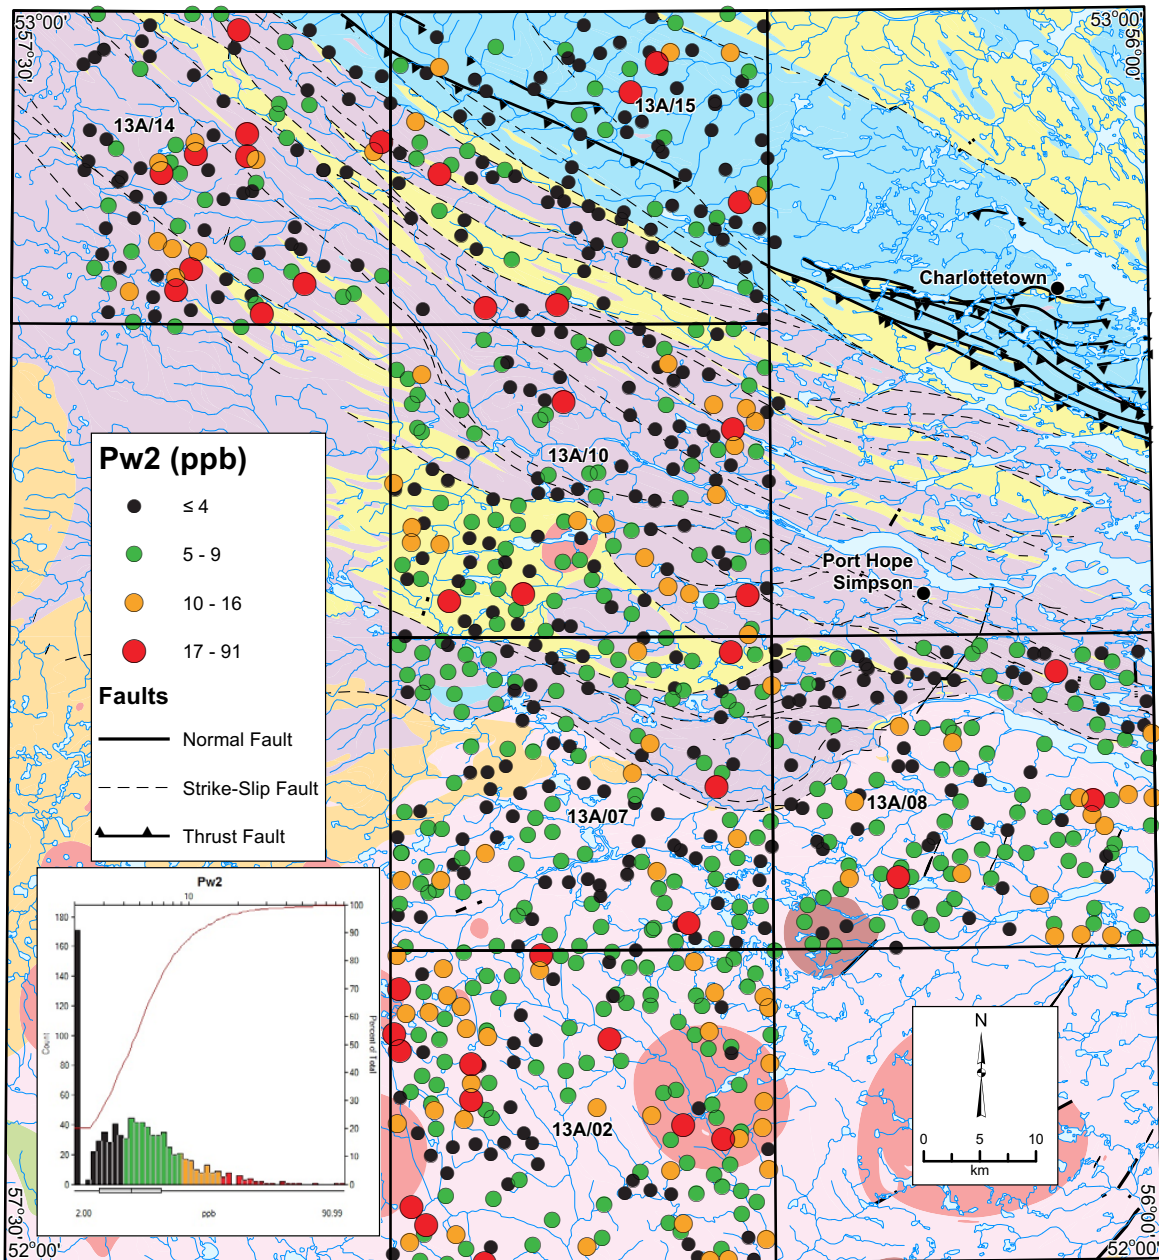 53°00'
57°30'
53°00'
56°00'
13A/14
13A/15
Charlottetown
13A/10
Port Hope
Simpson
13A/07
13A/08
13A/02
Pw2 (ppb)
≤ 4
5 - 9
10 - 16
17 - 91
Faults
Normal Fault
Strike-Slip Fault
Thrust Fault
Pw2
10
180
160
140
120
100
80
60
40
20
0
Count
100
90
80
70
60
50
40
30
20
10
0
Percent of Total
2.00
ppb
90.99
N
0 5 10
km
57°30'
52°00'
56°00'
52°00'